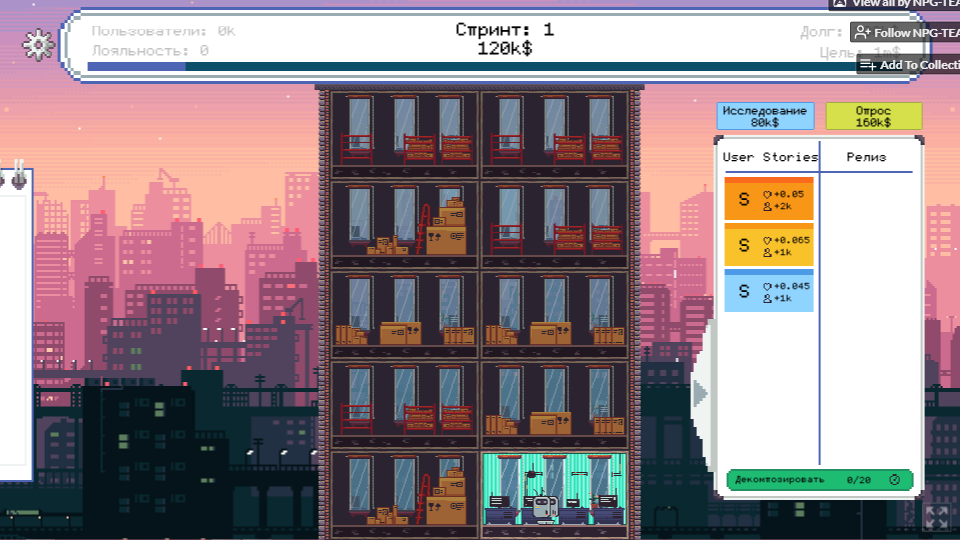 View all by NPG-TEA
Follow NPG-TEA
Add To Collecti
Пользователи: 0k
Лояльность: 0
Спринт: 1
120k$
Долг:
Цель: 1m$
Исследование
80k$
Отрос
160k$
User Stories
Релиз
S +0.05
+2k
S +0.065
+1k
S +0.045
+1k
Декомпозировать 0/20